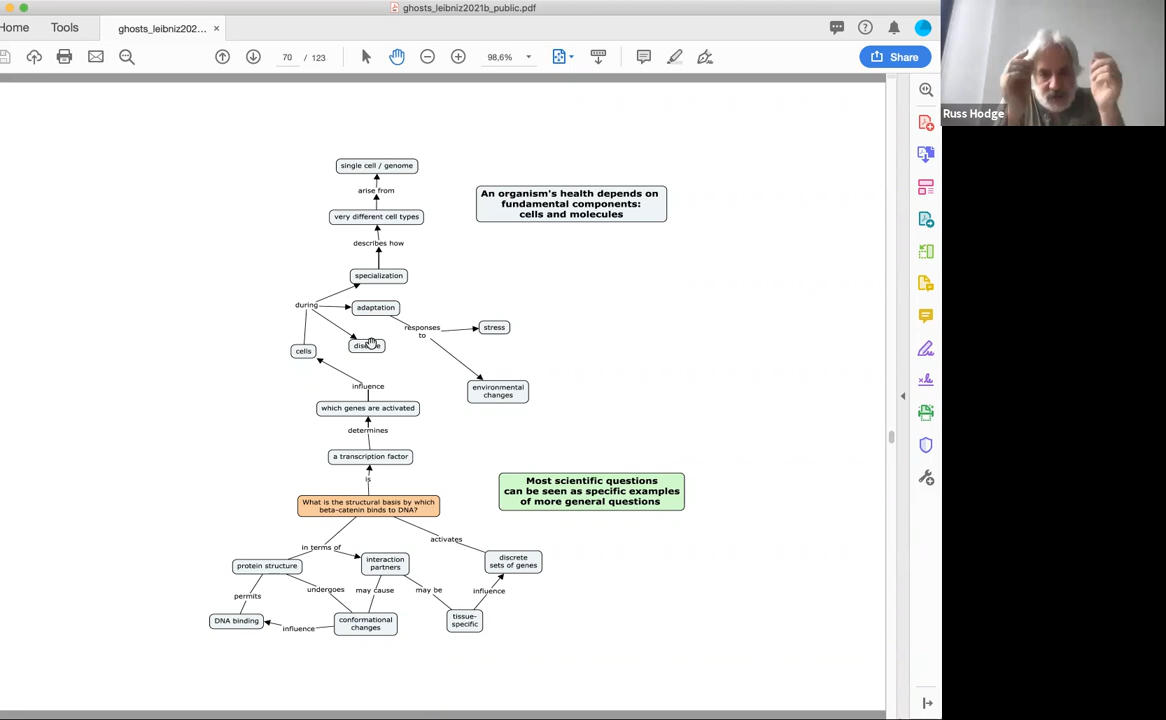 ghosts_leibniz2021b_public.pdf
Home
Tools
ghosts_leibniz202...
70 / 123
98,6%
Share
Russ Hodge
single cell / genome
arise from
very different cell types
describes how
specialization
An organism's health depends on
fundamental components:
cells and molecules
during
adaptation
responses
to
stress
cells
environmental
changes
influence
which genes are activated
determines
a transcription factor
is
Most scientific questions
can be seen as specific examples
of more general questions
What is the structural basis by which
beta-catenin binds to DNA?
in terms of
activates
protein structure
interaction
partners
discrete
sets of genes
permits
undergoes
may cause
may be
influence
DNA binding
influence
conformational
changes
tissue-
specific